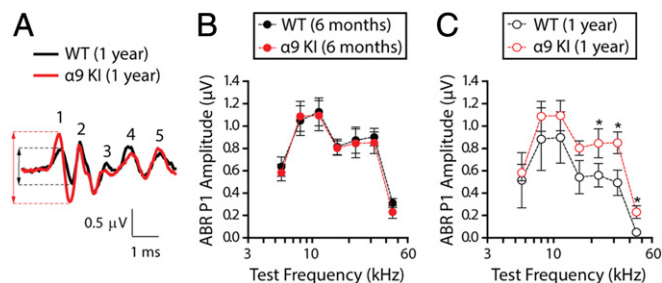 A
WT (1 year)
α9 KI (1 year)
1
2
3
4
5
0.5 μV
1 ms
B
WT (6 months)
α9 KI (6 months)
ABR P1 Amplitude (μV)
1.4
1.2
1.0
0.8
0.6
0.4
0.2
0.0
3
10
60
Test Frequency (kHz)
C
WT (1 year)
α9 KI (1 year)
ABR P1 Amplitude (μV)
1.4
1.2
1.0
0.8
0.6
0.4
0.2
0.0
* * *
3
10
60
Test Frequency (kHz)